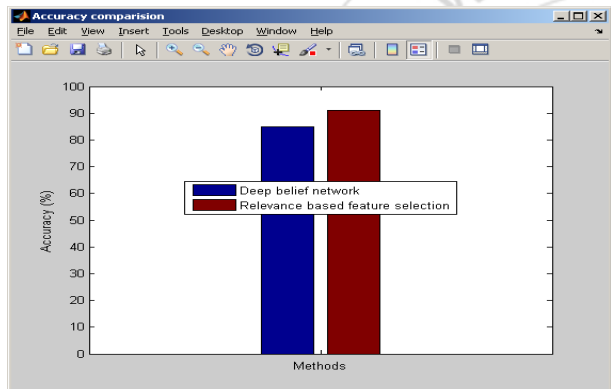 Accuracy comparision
File Edit View Insert Tools Desktop Window Help
100
90
80
70
60
50
40
30
20
10
0
Accuracy (%)
Deep belief network
Relevance based feature selection
Methods